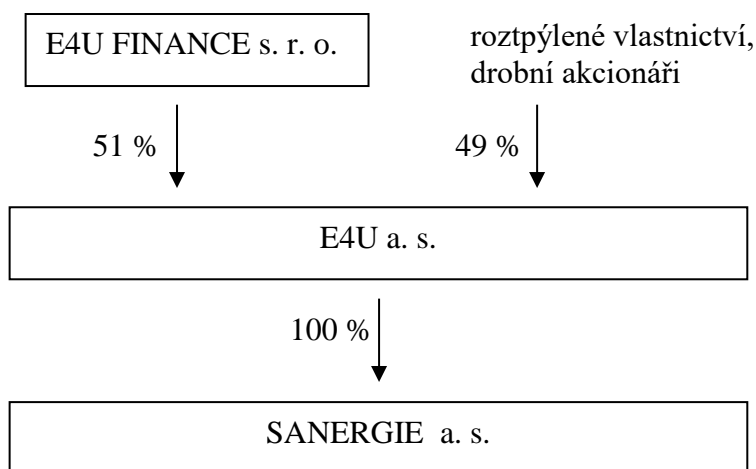 E4U FINANCE s. r. o.
roztpýlené vlastnictví,
drobní akcionáři
51 %
49 %
E4U a. s.
100 %
SANERGIE  a. s.